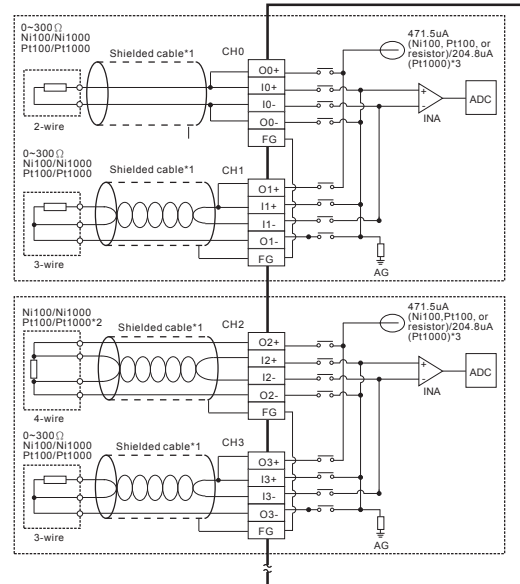 0~300Ω
Ni100/Ni1000
Pt100/Pt1000
Shielded cable*1
CH0
2-wire
O0+
I0+
I0-
O0-
FG
471.5uA
(Ni100, Pt100, or
resistor)/204.8uA
(Pt1000)*3
+
-
INA
ADC
0~300Ω
Ni100/Ni1000
Pt100/Pt1000
Shielded cable*1
CH1
3-wire
O1+
I1+
I1-
O1-
FG
AG
Ni100/Ni1000
Pt100/Pt1000*2
Shielded cable*1
CH2
4-wire
O2+
I2+
I2-
O2-
FG
471.5uA
(Ni100,Pt100, or
resistor)/204.8uA
(Pt1000)*3
+
-
INA
ADC
0~300Ω
Ni100/Ni1000
Pt100/Pt1000
Shielded cable*1
CH3
3-wire
O3+
I3+
I3-
O3-
FG
AG